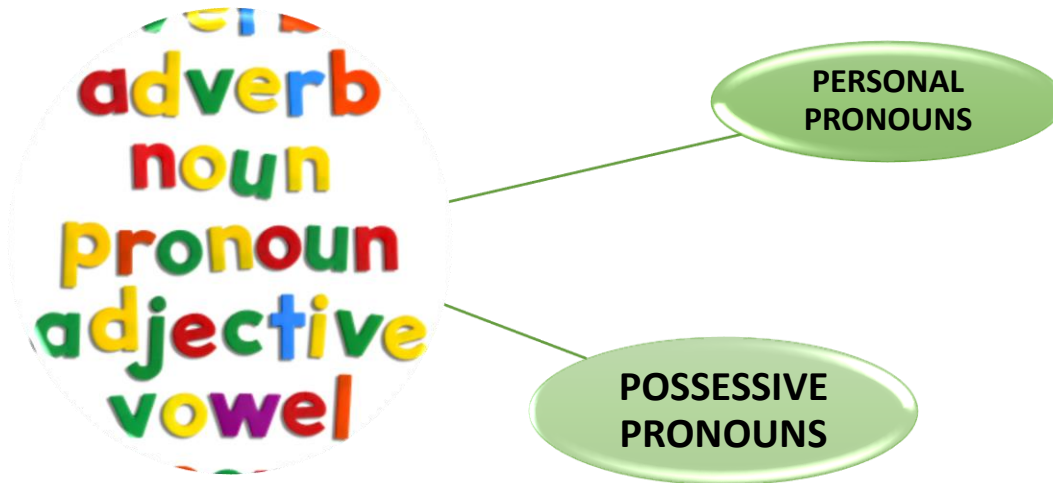 adverb
noun
pronoun
adjective
vowel
PERSONAL
PRONOUNS
POSSESSIVE
PRONOUNS